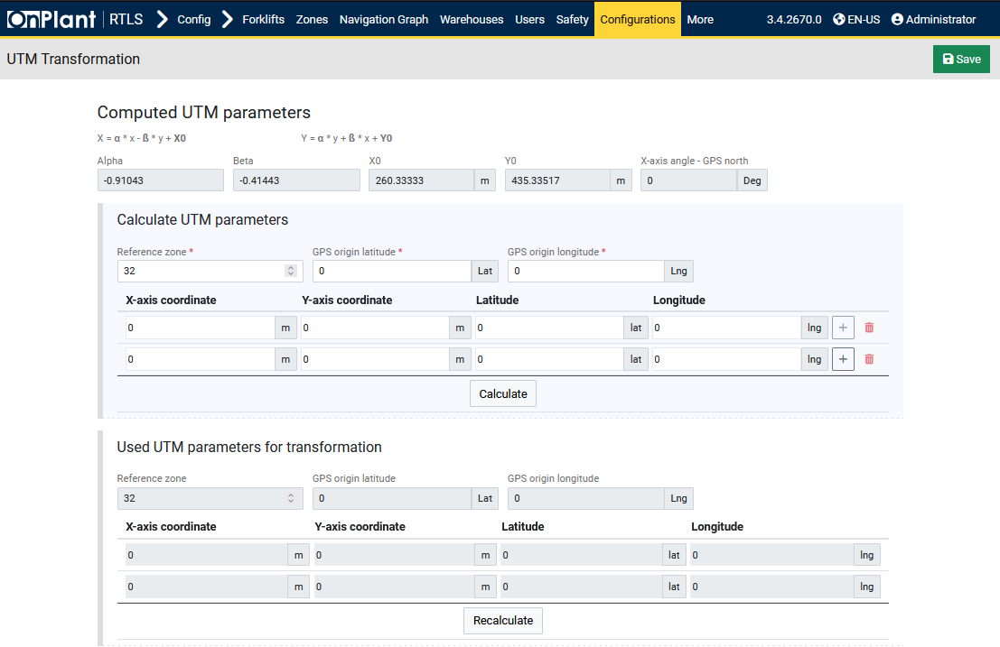 OnPlant RTLS Config Forklifts Zones Navigation Graph Warehouses Users Safety Configurations More 3.4.2670.0 EN-US Administrator
UTM Transformation Save
Computed UTM parameters
X = α * x - ß * y + X0 Y = α * y + ß * x + Y0
Alpha Beta X0 Y0 X-axis angle - GPS north
-0.91043 -0.41443 260.33333 m 435.33517 m 0 Deg
Calculate UTM parameters
Reference zone * GPS origin latitude * GPS origin longitude *
32 0 Lat 0 Lng
X-axis coordinate Y-axis coordinate Latitude Longitude
0 m 0 m 0 lat 0 lng +
0 m 0 m 0 lat 0 lng +
Calculate
Used UTM parameters for transformation
Reference zone GPS origin latitude GPS origin longitude
32 0 Lat 0 Lng
X-axis coordinate Y-axis coordinate Latitude Longitude
0 m 0 m 0 lat 0 lng
0 m 0 m 0 lat 0 lng
Recalculate